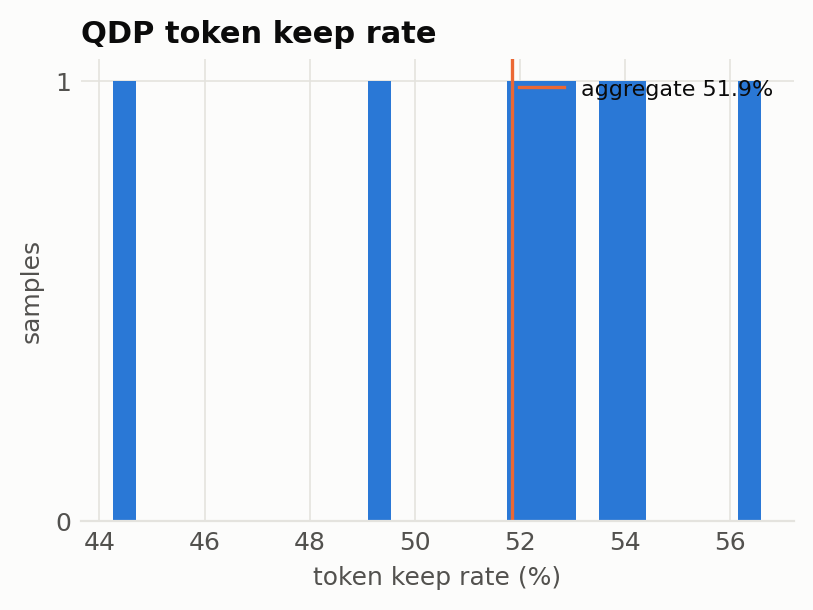 QDP token keep rate
1
aggregate 51.9%
samples
0
44 46 48 50 52 54 56
token keep rate (%)